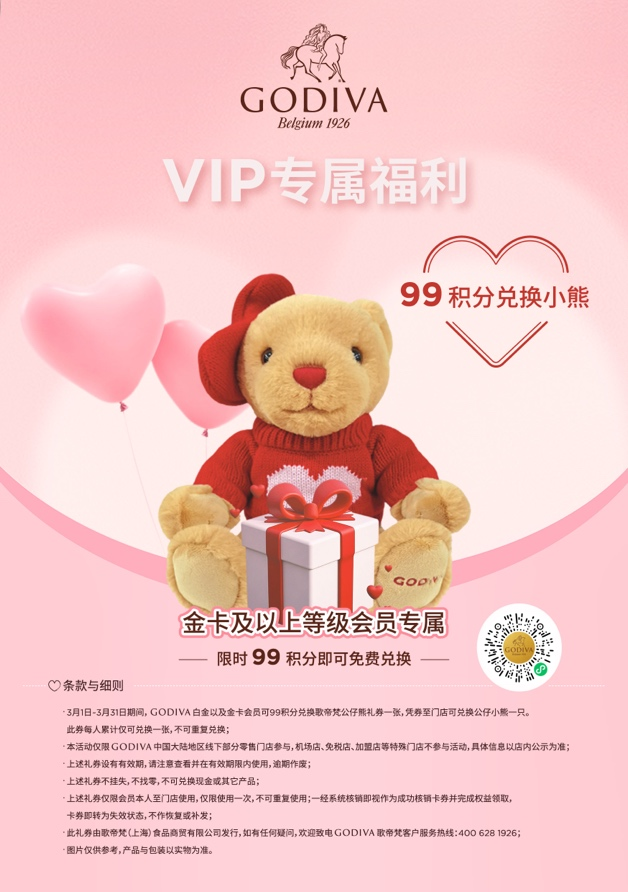 GODIVA
Belgium 1926
VIP专属福利
99 积分兑换小熊
金卡及以上等级会员专属
限时 99 积分即可免费兑换
条款与细则
· 3月1日-3月31日期间，GODIVA 白金以及金卡会员可99积分兑换歌帝梵公仔熊礼券一张，凭券至门店可兑换公仔小熊一只。
此券每人累计仅可兑换一张，不可重复兑换；
· 本活动仅限 GODIVA 中国大陆地区线下部分零售门店参与，机场店、免税店、加盟店等特殊门店不参与活动，具体信息以店内公示为准；
· 上述礼券设有有效期，请注意查看并在有效期限内使用，逾期作废；
· 上述礼券不挂失，不找零，不可兑换现金或其它产品；
· 上述礼券仅限会员本人至门店使用，仅限使用一次，不可重复使用；一经系统核销即视作为成功核销卡券并完成权益领取，
卡券即转为失效状态，不作恢复或补发；
· 此礼券由歌帝梵（上海）食品商贸有限公司发行，如有任何疑问，欢迎致电 GODIVA 歌帝梵客户服务热线：400 628 1926；
· 图片仅供参考，产品与包装以实物为准。